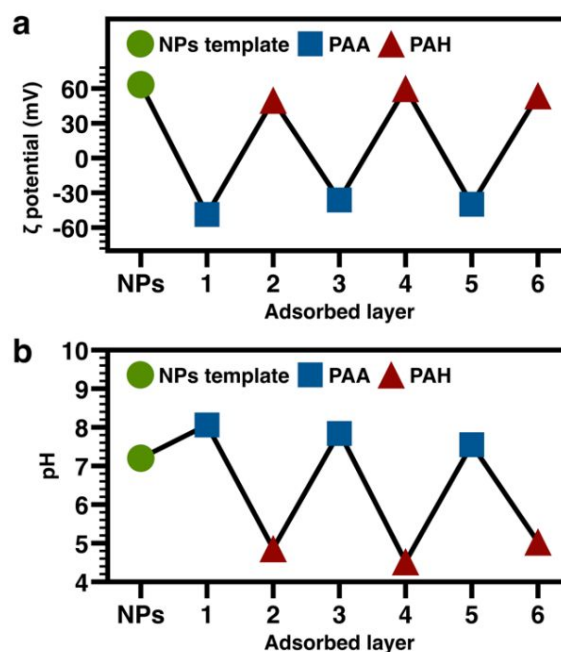 a
NPs template PAA PAH
ζ potential (mV)
60
30
0
-30
-60
NPs 1 2 3 4 5 6
Adsorbed layer
b
NPs template PAA PAH
pH
10
9
8
7
6
5
4
NPs 1 2 3 4 5 6
Adsorbed layer